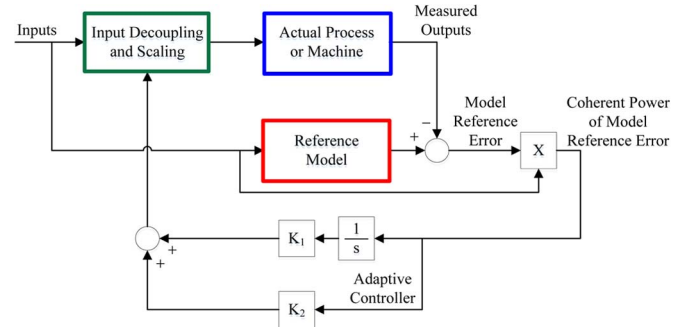 Measured
Outputs
Inputs
Input Decoupling
and Scaling
Actual Process
or Machine
−
+
Model
Reference
Error
Coherent Power
of Model
Reference Error
Reference
Model
X
+
+
K₁
1
s
Adaptive
Controller
K₂